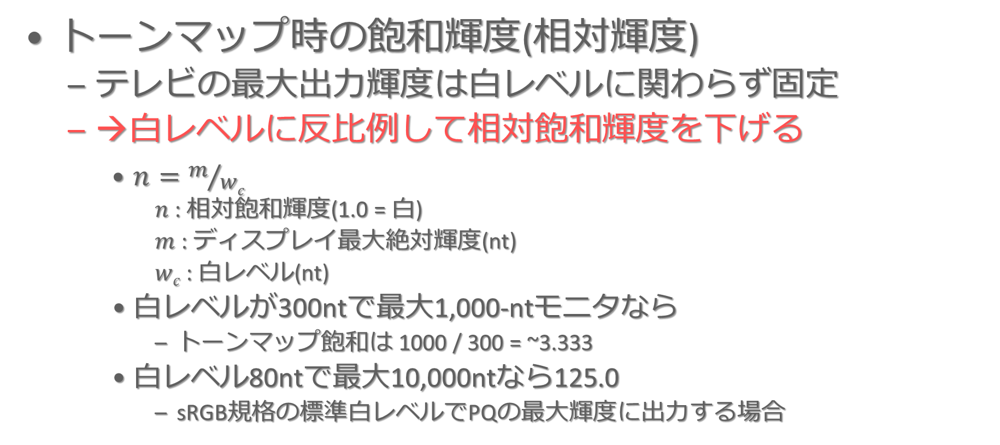 • トーンマップ時の飽和輝度(相対輝度)
– テレビの最大出力輝度は白レベルに関わらず固定
– →白レベルに反比例して相対飽和輝度を下げる
• n = m/w_c
n : 相対飽和輝度(1.0 = 白)
m : ディスプレイ最大絶対輝度(nt)
w_c : 白レベル(nt)
• 白レベルが300ntで最大1,000-ntモニタなら
– トーンマップ飽和は 1000 / 300 = ~3.333
• 白レベル80ntで最大10,000ntなら125.0
– sRGB規格の標準白レベルでPQの最大輝度に出力する場合